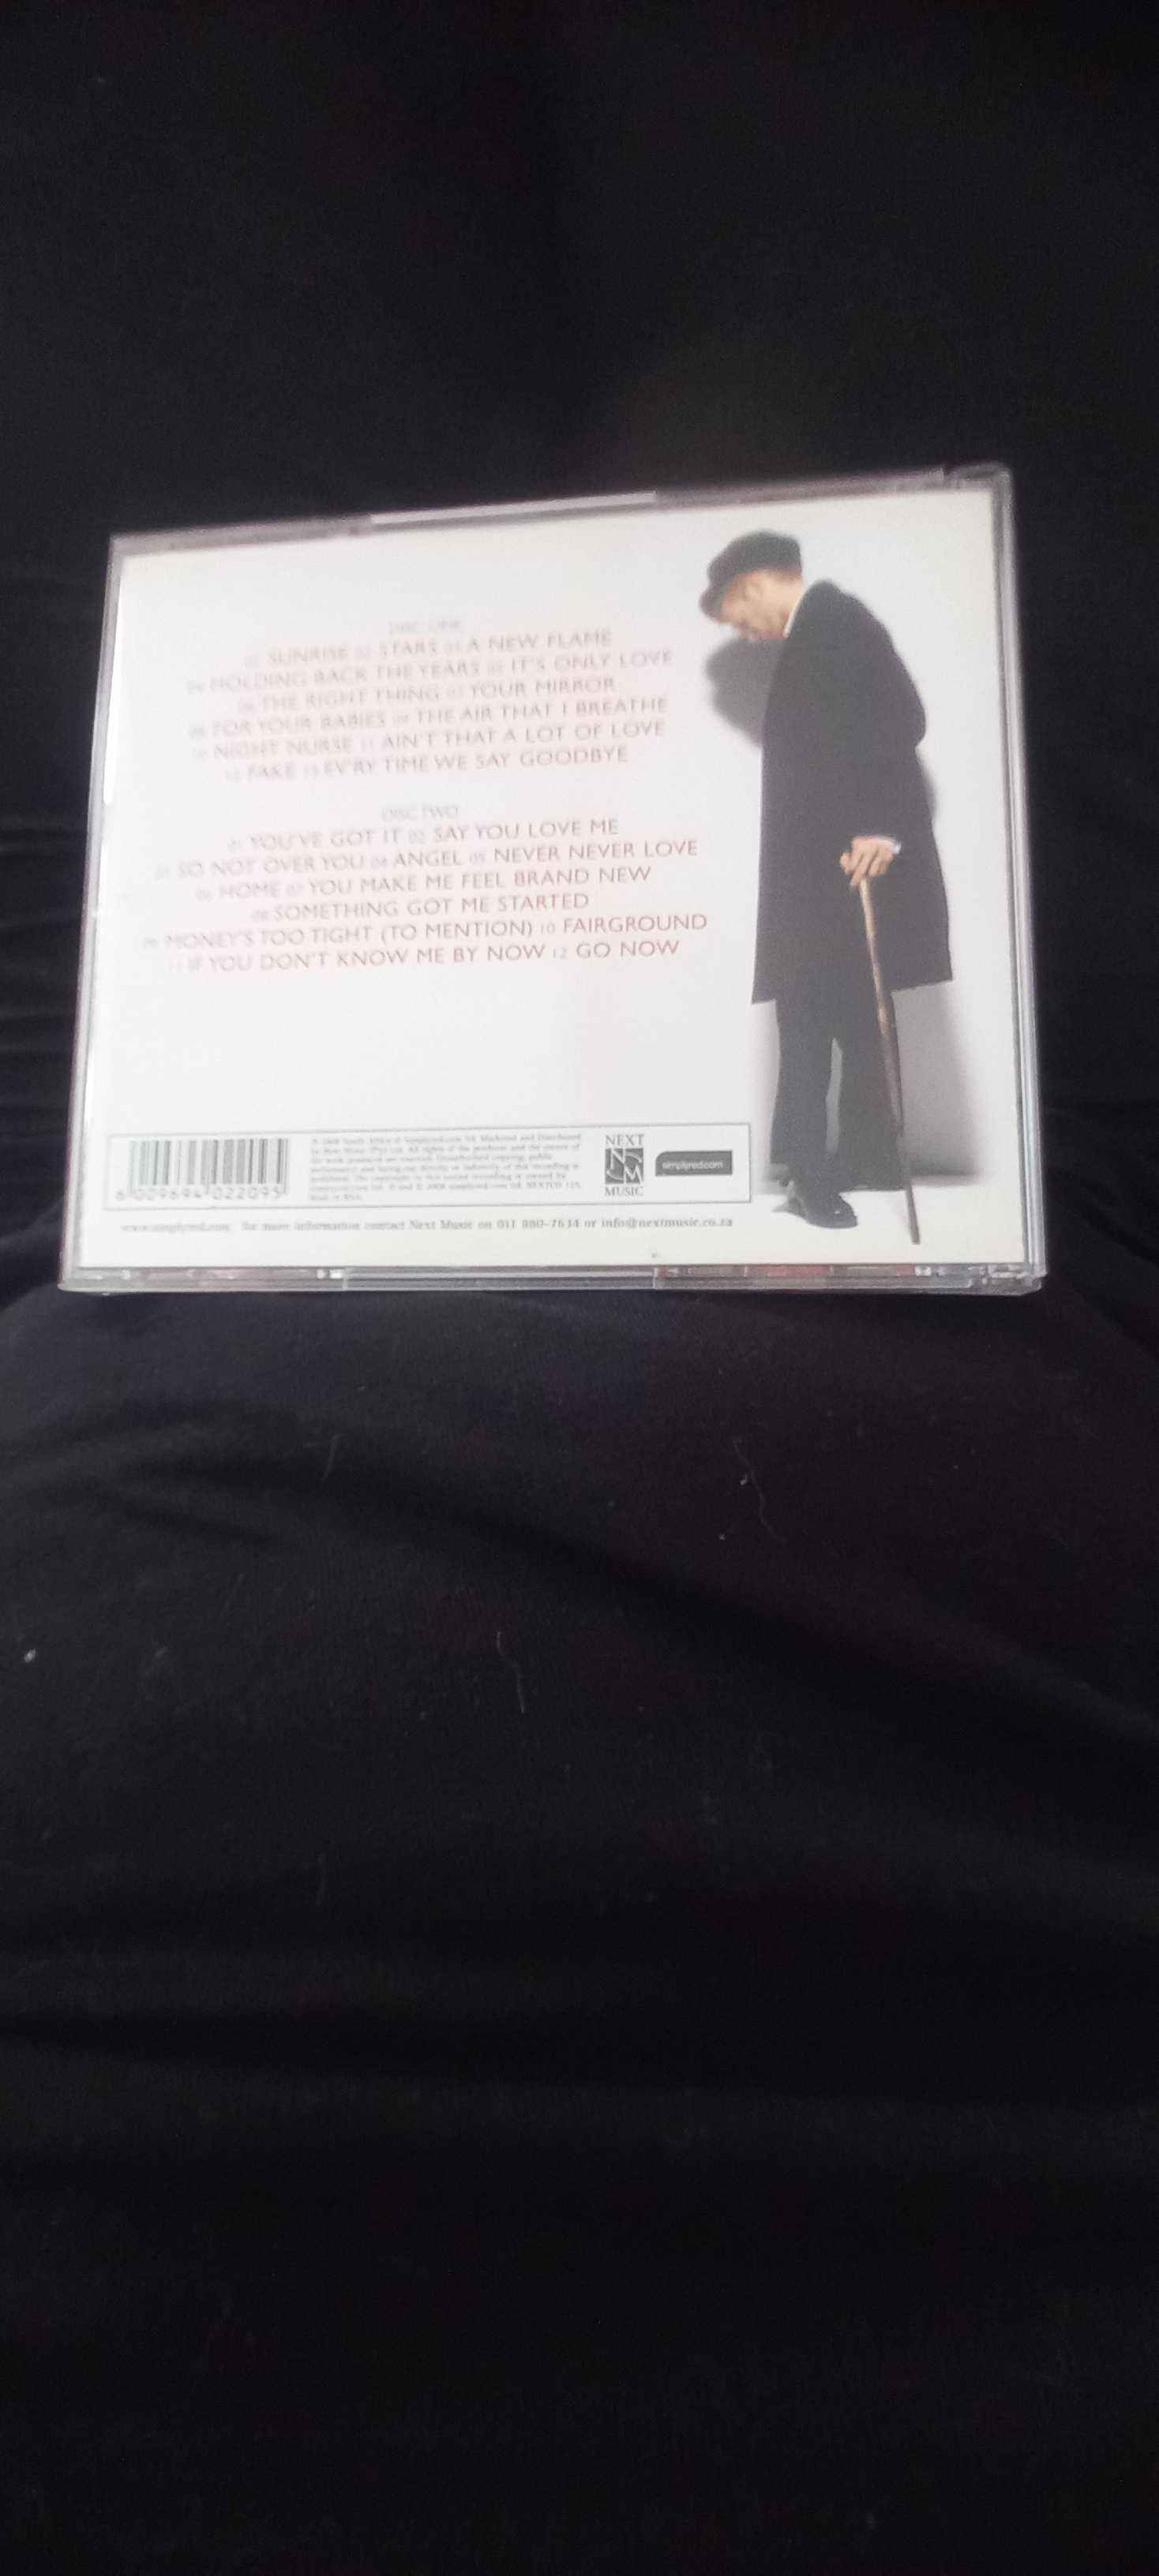 DISC ONE
01 SUNRISE 02 STARS 03 A NEW FLAME
04 HOLDING BACK THE YEARS 05 IT'S ONLY LOVE
06 THE RIGHT THING 07 YOUR MIRROR
08 FOR YOUR BABIES 09 THE AIR THAT I BREATHE
10 NIGHT NURSE 11 AIN'T THAT A LOT OF LOVE
12 FAKE 13 EV'RY TIME WE SAY GOODBYE
DISC TWO
01 YOU'VE GOT IT 02 SAY YOU LOVE ME
03 SO NOT OVER YOU 04 ANGEL 05 NEVER NEVER LOVE
06 HOME 07 YOU MAKE ME FEEL BRAND NEW
08 SOMETHING GOT ME STARTED
09 MONEY'S TOO TIGHT (TO MENTION) 10 FAIRGROUND
11 IF YOU DON'T KNOW ME BY NOW 12 GO NOW
6 009694 022095
NEXT
NM
MUSIC
simplyred.com
www.simplyred.com for more information contact Next Music on 011 880-7634 or info@nextmusic.co.za